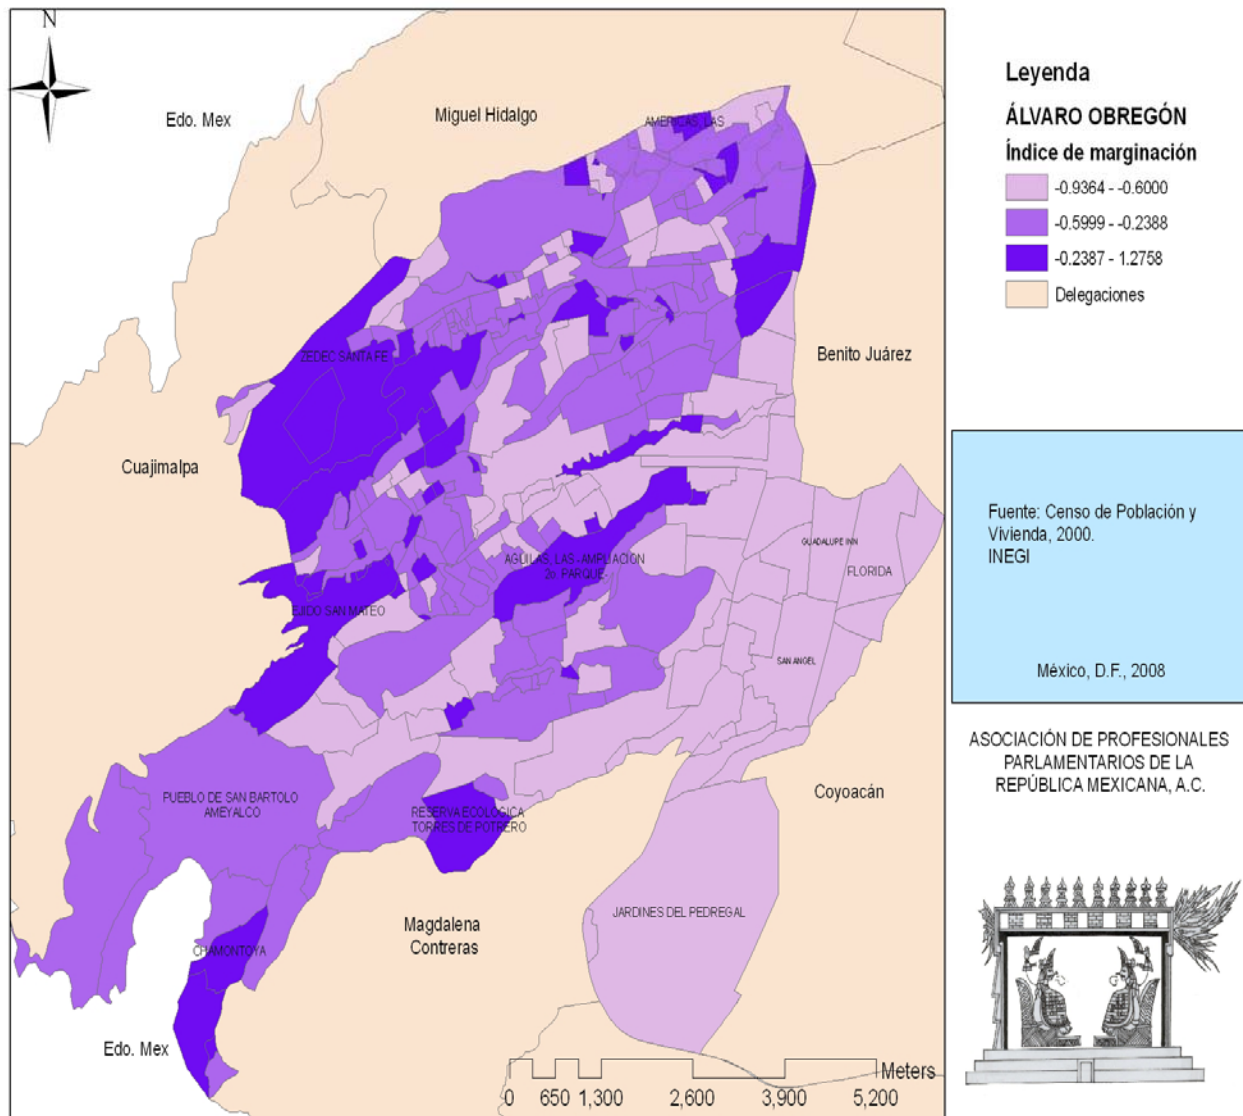 N
Edo. Mex
Miguel Hidalgo
AMERICAS, LAS
ZEDEC SANTA FE
Benito Juárez
Cuajimalpa
AGUILAS, LAS -AMPLIACION
2o. PARQUE-
GUADALUPE INN
FLORIDA
EJIDO SAN MATEO
SAN ANGEL
PUEBLO DE SAN BARTOLO
AMEYALCO
RESERVA ECOLOGICA
TORRES DE POTRERO
Coyoacán
JARDINES DEL PEDREGAL
Magdalena
Contreras
CHAMONTOYA
Edo. Mex
Meters
0 650 1,300 2,600 3,900 5,200
Leyenda
ÁLVARO OBREGÓN
Índice de marginación
-0.9364 - -0.6000
-0.5999 - -0.2388
-0.2387 - 1.2758
Delegaciones
Fuente: Censo de Población y
Vivienda, 2000.
INEGI
México, D.F., 2008
ASOCIACIÓN DE PROFESIONALES
PARLAMENTARIOS DE LA
REPÚBLICA MEXICANA, A.C.